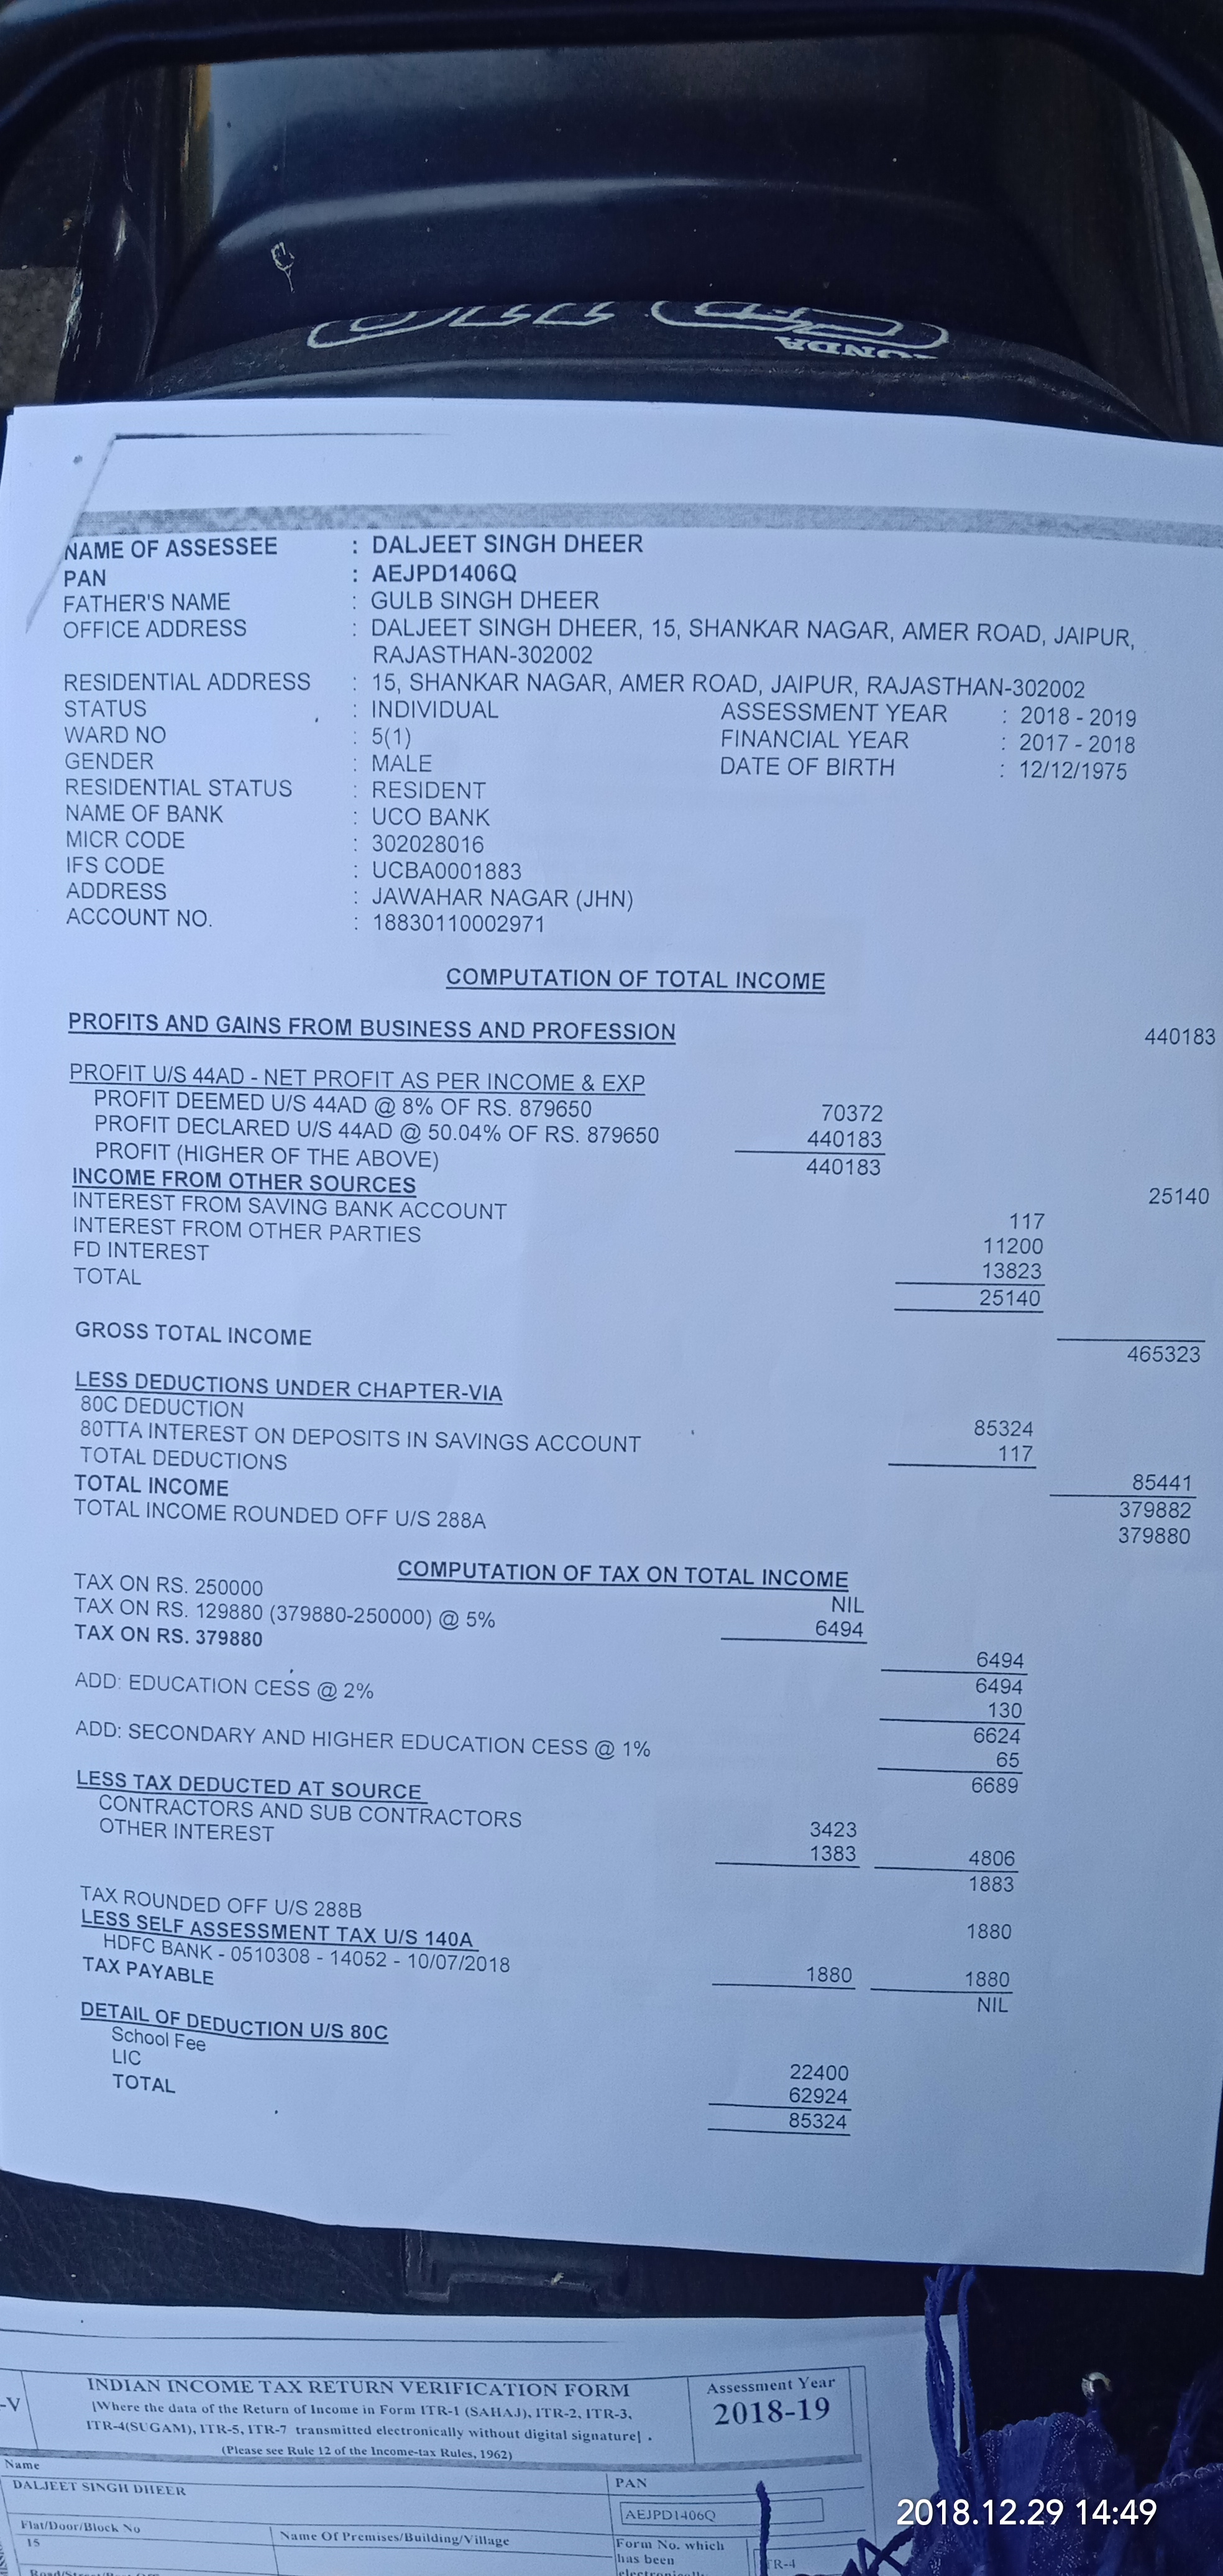 ONDA
NAME OF ASSESSEE : DALJEET SINGH DHEER
PAN : AEJPD1406Q
FATHER'S NAME : GULB SINGH DHEER
OFFICE ADDRESS : DALJEET SINGH DHEER, 15, SHANKAR NAGAR, AMER ROAD, JAIPUR,
RAJASTHAN-302002
RESIDENTIAL ADDRESS : 15, SHANKAR NAGAR, AMER ROAD, JAIPUR, RAJASTHAN-302002
STATUS : INDIVIDUAL ASSESSMENT YEAR : 2018 - 2019
WARD NO : 5(1) FINANCIAL YEAR : 2017 - 2018
GENDER : MALE DATE OF BIRTH : 12/12/1975
RESIDENTIAL STATUS : RESIDENT
NAME OF BANK : UCO BANK
MICR CODE : 302028016
IFS CODE : UCBA0001883
ADDRESS : JAWAHAR NAGAR (JHN)
ACCOUNT NO. : 18830110002971
COMPUTATION OF TOTAL INCOME
PROFITS AND GAINS FROM BUSINESS AND PROFESSION 440183
PROFIT U/S 44AD - NET PROFIT AS PER INCOME & EXP
PROFIT DEEMED U/S 44AD @ 8% OF RS. 879650 70372
PROFIT DECLARED U/S 44AD @ 50.04% OF RS. 879650 440183
PROFIT (HIGHER OF THE ABOVE) 440183
INCOME FROM OTHER SOURCES 25140
INTEREST FROM SAVING BANK ACCOUNT 117
INTEREST FROM OTHER PARTIES 11200
FD INTEREST 13823
TOTAL 25140
GROSS TOTAL INCOME 465323
LESS DEDUCTIONS UNDER CHAPTER-VIA
80C DEDUCTION 85324
80TTA INTEREST ON DEPOSITS IN SAVINGS ACCOUNT 117
TOTAL DEDUCTIONS 85441
TOTAL INCOME 379882
TOTAL INCOME ROUNDED OFF U/S 288A 379880
COMPUTATION OF TAX ON TOTAL INCOME
TAX ON RS. 250000 NIL
TAX ON RS. 129880 (379880-250000) @ 5% 6494
TAX ON RS. 379880 6494
6494
ADD: EDUCATION CESS @ 2% 130
6624
ADD: SECONDARY AND HIGHER EDUCATION CESS @ 1% 65
6689
LESS TAX DEDUCTED AT SOURCE
CONTRACTORS AND SUB CONTRACTORS 3423
OTHER INTEREST 1383 4806
1883
TAX ROUNDED OFF U/S 288B 1880
LESS SELF ASSESSMENT TAX U/S 140A
HDFC BANK - 0510308 - 14052 - 10/07/2018 1880 1880
TAX PAYABLE NIL
DETAIL OF DEDUCTION U/S 80C
School Fee 22400
LIC 62924
TOTAL 85324
-V INDIAN INCOME TAX RETURN VERIFICATION FORM Assessment Year
[Where the data of the Return of Income in Form ITR-1 (SAHAJ), ITR-2, ITR-3, 2018-19
ITR-4(SUGAM), ITR-5, ITR-7 transmitted electronically without digital signature] .
(Please see Rule 12 of the Income-tax Rules, 1962)
Name PAN
DALJEET SINGH DHEER AEJPD1406Q
Flat/Door/Block No Name Of Premises/Building/Village Form No. which
15 has been
electronically TR-4
2018.12.29 14:49